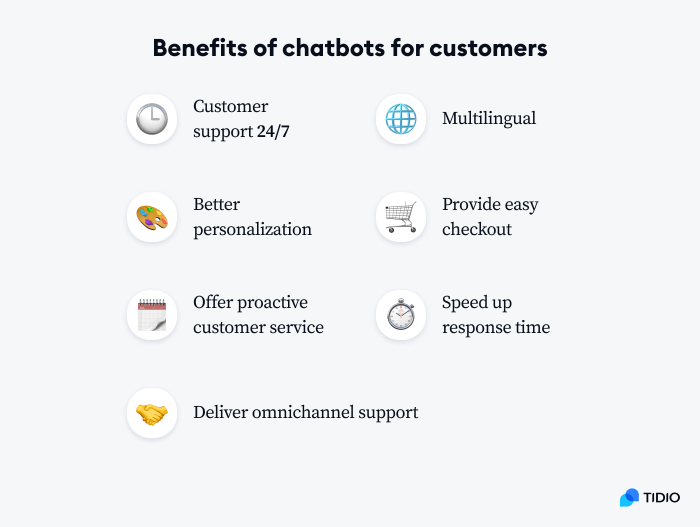 Benefits of chatbots for customers
Customer
support 24/7
Multilingual
Better
personalization
Provide easy
checkout
Offer proactive
customer service
Speed up
response time
Deliver omnichannel support
TIDIO